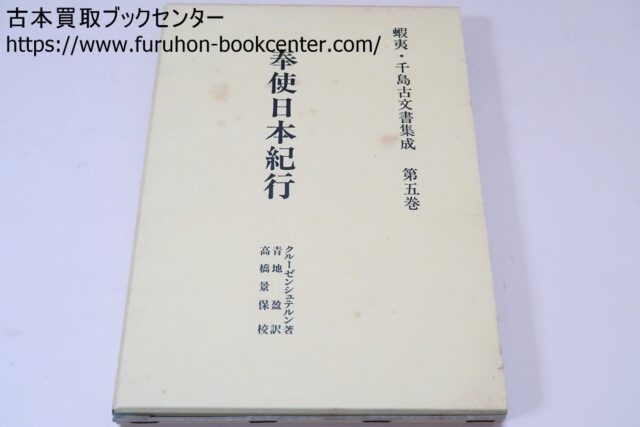 古本買取ブックセンター
https://www.furuhon-bookcenter.com/
蝦夷・千島古文書集成　第五巻
奉使日本紀行
クルーゼンシュテルン著
青地盈訳
高橋景保校